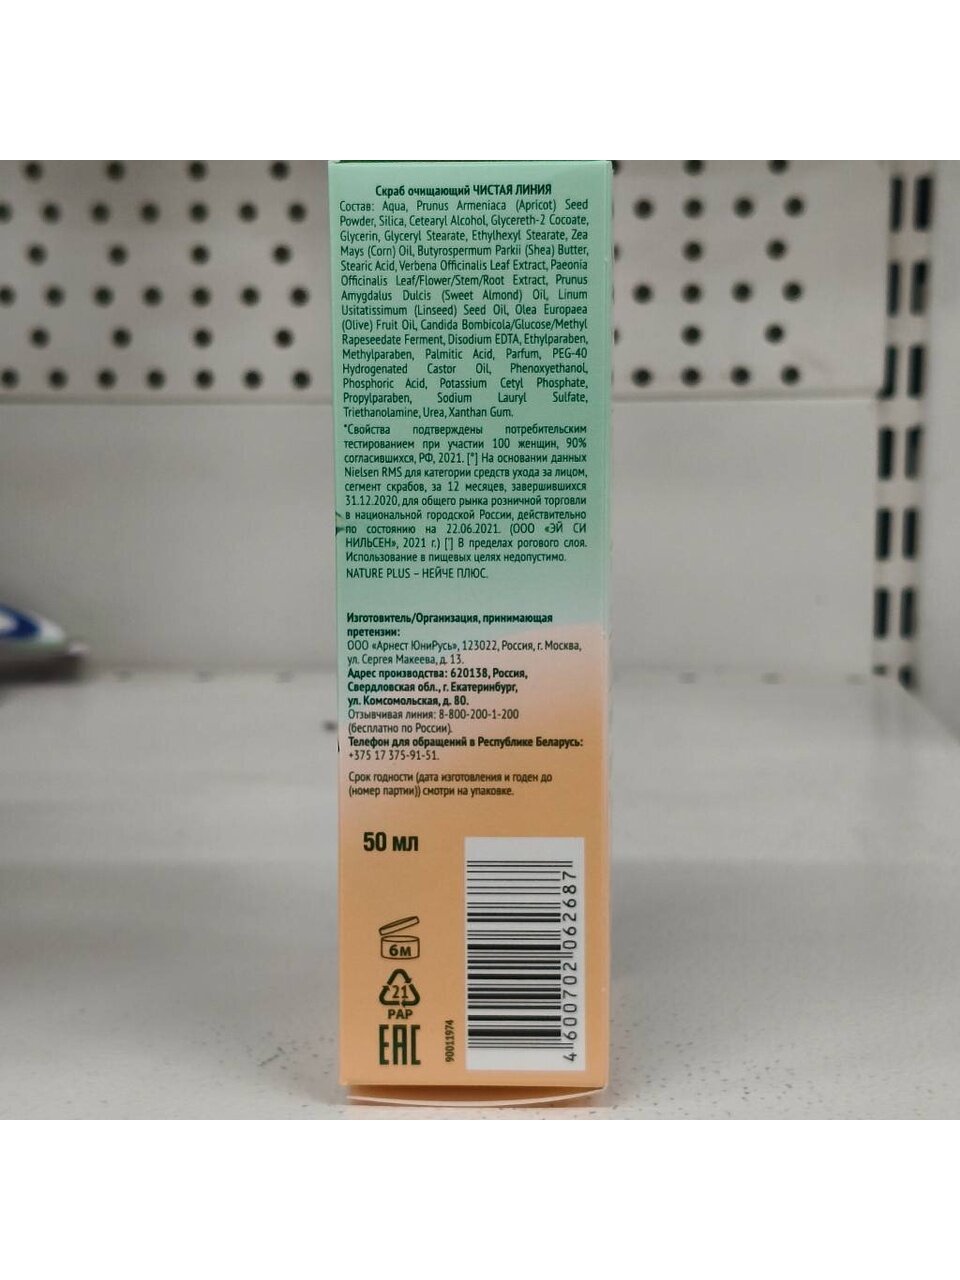 Скраб очищающий ЧИСТАЯ ЛИНИЯ
Состав: Aqua, Prunus Armeniaca (Apricot) Seed
Powder, Silica, Cetearyl Alcohol, Glycereth-2 Cocoate,
Glycerin, Glyceryl Stearate, Ethylhexyl Stearate, Zea
Mays (Corn) Oil, Butyrospermum Parkii (Shea) Butter,
Stearic Acid, Verbena Officinalis Leaf Extract, Paeonia
Officinalis Leaf/Flower/Stem/Root Extract, Prunus
Amygdalus Dulcis (Sweet Almond) Oil, Linum
Usitatissimum (Linseed) Seed Oil, Olea Europaea
(Olive) Fruit Oil, Candida Bombicola/Glucose/Methyl
Rapeseedate Ferment, Disodium EDTA, Ethylparaben,
Methylparaben, Palmitic Acid, Parfum, PEG-40
Hydrogenated Castor Oil, Phenoxyethanol,
Phosphoric Acid, Potassium Cetyl Phosphate,
Propylparaben, Sodium Lauryl Sulfate,
Triethanolamine, Urea, Xanthan Gum.
*Свойства подтверждены потребительским
тестированием при участии 100 женщин, 90%
согласившихся, РФ, 2021. [*] На основании данных
Nielsen RMS для категории средств ухода за лицом,
сегмент скрабов, за 12 месяцев, завершившихся
31.12.2020, для общего рынка розничной торговли
в национальной городской России, действительно
по состоянию на 22.06.2021. (ООО «ЭЙ СИ
НИЛЬСЕН», 2021 г.) [*] В пределах рогового слоя.
Использование в пищевых целях недопустимо.
NATURE PLUS – НЕЙЧЕ ПЛЮС.
Изготовитель/Организация, принимающая
претензии:
ООО «Арнест ЮниРусь», 123022, Россия, г. Москва,
ул. Сергея Макеева, д. 13.
Адрес производства: 620138, Россия,
Свердловская обл., г. Екатеринбург,
ул. Комсомольская, д. 80.
Отзывчивая линия: 8-800-200-1-200
(бесплатно по России).
Телефон для обращений в Республике Беларусь:
+375 17 375-91-51.
Срок годности (дата изготовления и годен до
(номер партии)) смотри на упаковке.
50 мл
6м
21
PAP
EAC
90011974
4600702062687